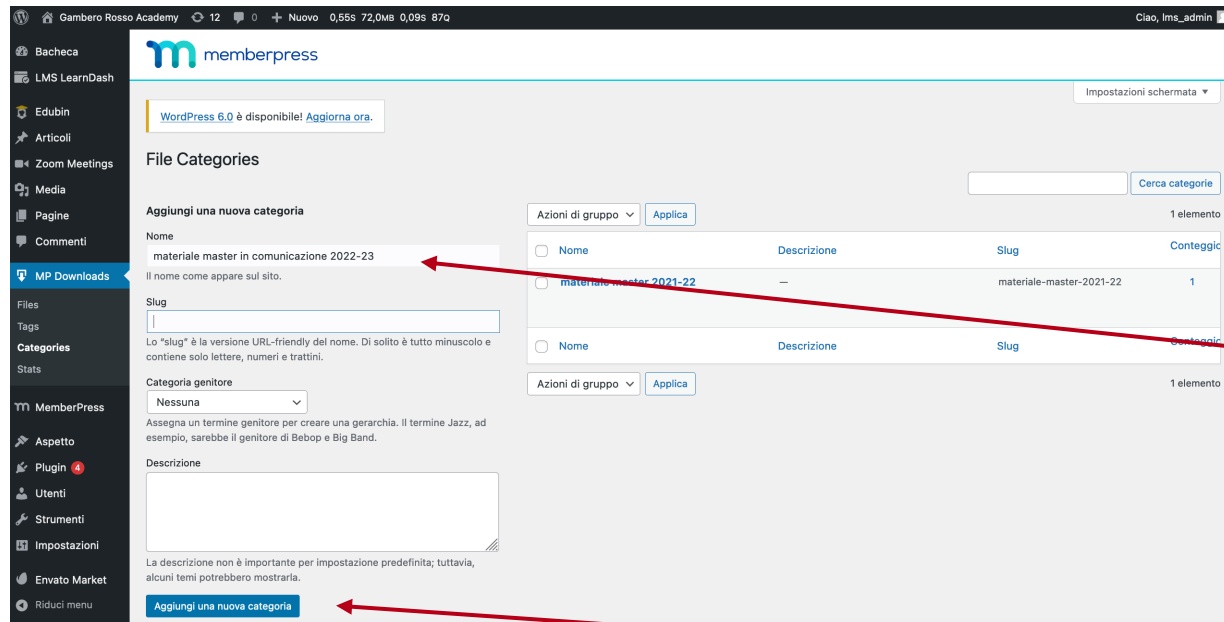 Gambero Rosso Academy 12 0 + Nuovo 0,55s 72,0MB 0,09s 87Q Ciao, lms_admin
Bacheca
LMS LearnDash
Edubin
Articoli
Zoom Meetings
Media
Pagine
Commenti
MP Downloads
Files
Tags
Categories
Stats
MemberPress
Aspetto
Plugin 4
Utenti
Strumenti
Impostazioni
Envato Market
Riduci menu
memberpress
Impostazioni schermata
WordPress 6.0 è disponibile! Aggiorna ora.
File Categories
Cerca categorie
Aggiungi una nuova categoria
Nome
materiale master in comunicazione 2022-23
Il nome come appare sul sito.
Slug
Lo “slug” è la versione URL-friendly del nome. Di solito è tutto minuscolo e
contiene solo lettere, numeri e trattini.
Categoria genitore
Nessuna
Assegna un termine genitore per creare una gerarchia. Il termine Jazz, ad
esempio, sarebbe il genitore di Bebop e Big Band.
Descrizione
La descrizione non è importante per impostazione predefinita; tuttavia,
alcuni temi potrebbero mostrarla.
Aggiungi una nuova categoria
Azioni di gruppo Applica 1 elemento
Nome Descrizione Slug Conteggio
materiale master 2021-22 — materiale-master-2021-22 1
Nome Descrizione Slug Conteggio
Azioni di gruppo Applica 1 elemento